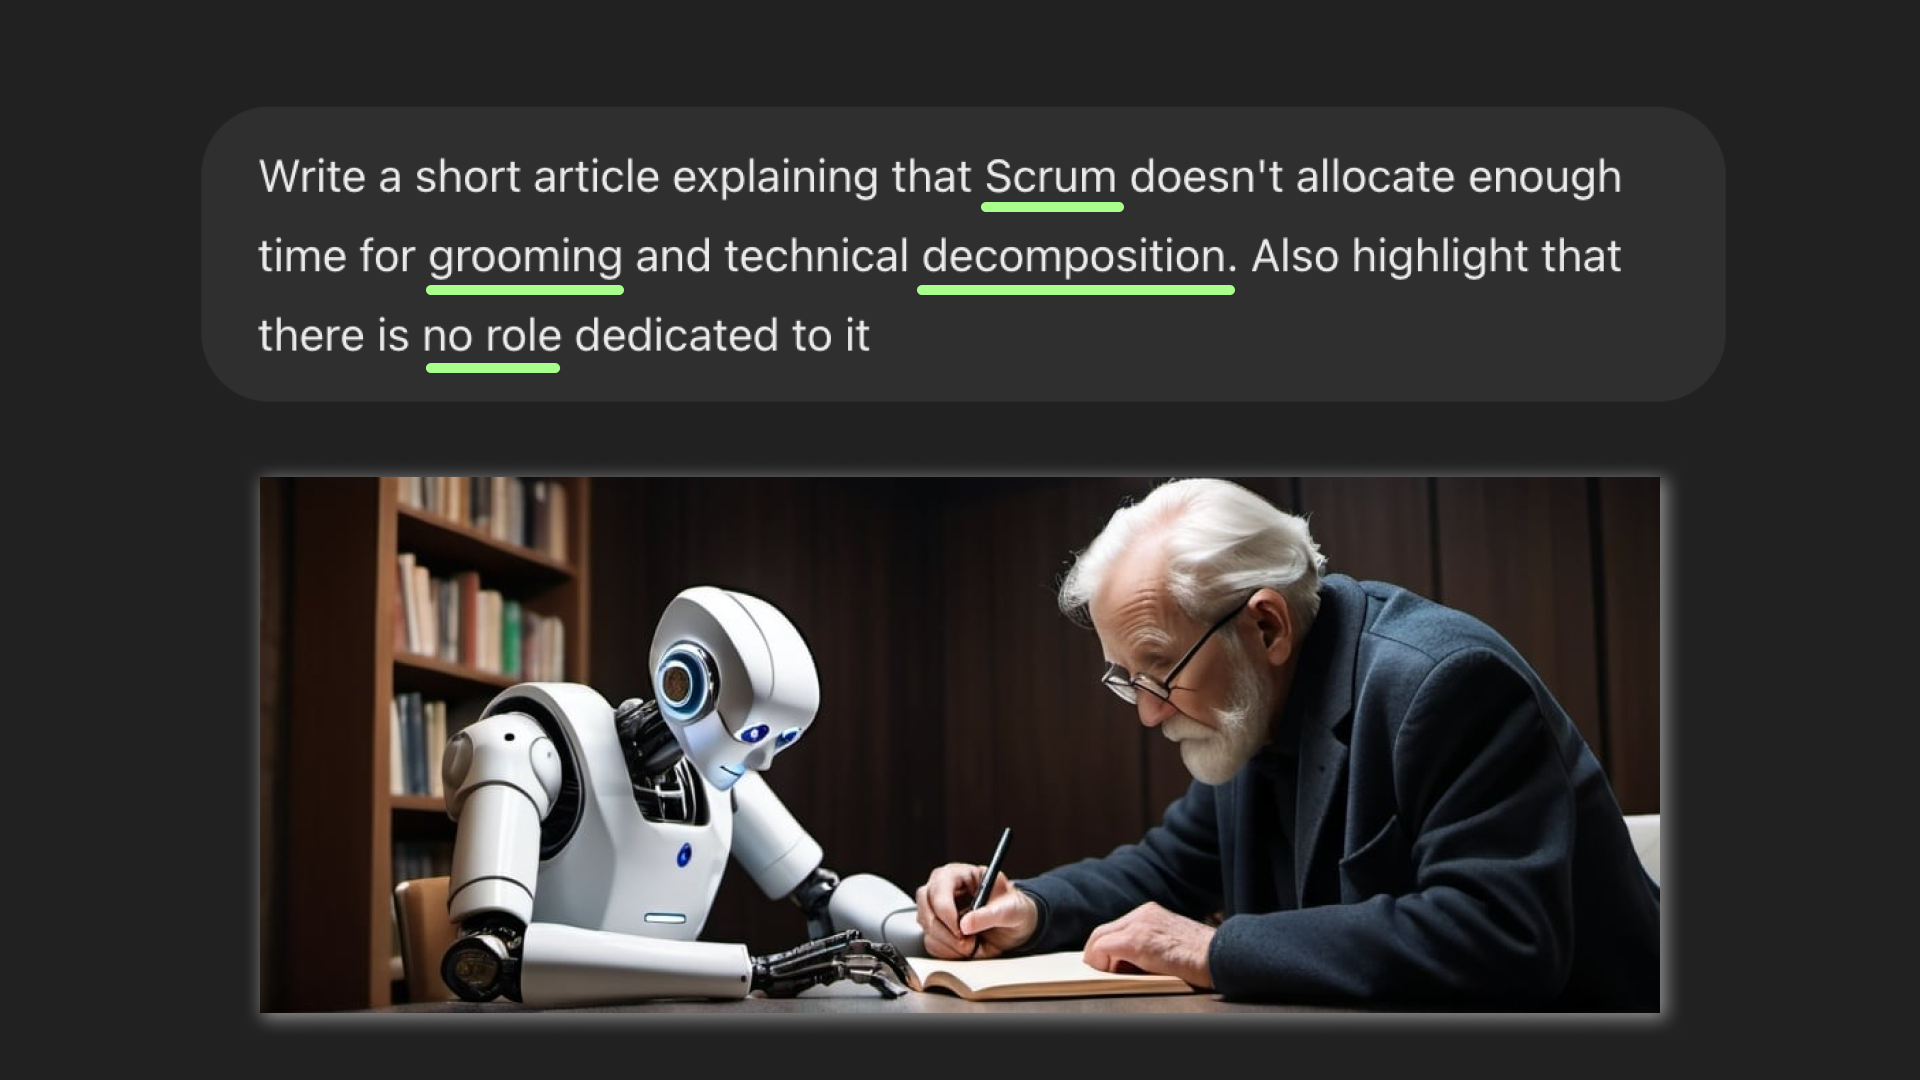 Write a short article explaining that Scrum doesn't allocate enough
time for grooming and technical decomposition. Also highlight that
there is no role dedicated to it